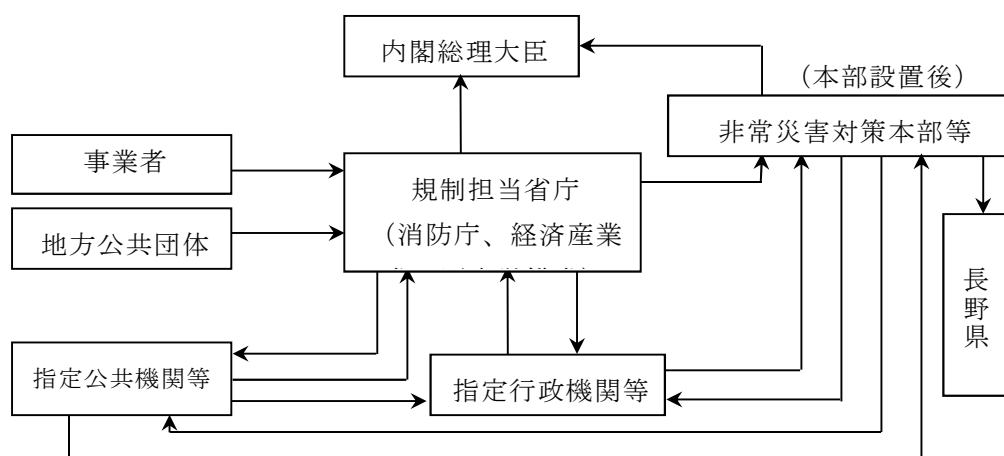 内閣総理大臣
（本部設置後）
非常災害対策本部等
事業者
規制担当省庁
（消防庁、経済産業
地方公共団体
長野県
指定公共機関等
指定行政機関等